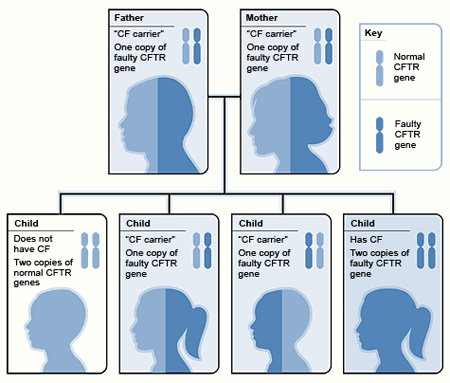 Father
"CF carrier"
One copy of
faulty CFTR
gene
Mother
"CF carrier"
One copy of
faulty CFTR
gene
Key
Normal
CFTR
gene
Faulty
CFTR
gene
Child
Does not
have CF
Two copies of
normal CFTR
genes
Child
"CF carrier"
One copy of
faulty CFTR
gene
Child
"CF carrier"
One copy of
faulty CFTR
gene
Child
Has CF
Two copies of
faulty CFTR
gene